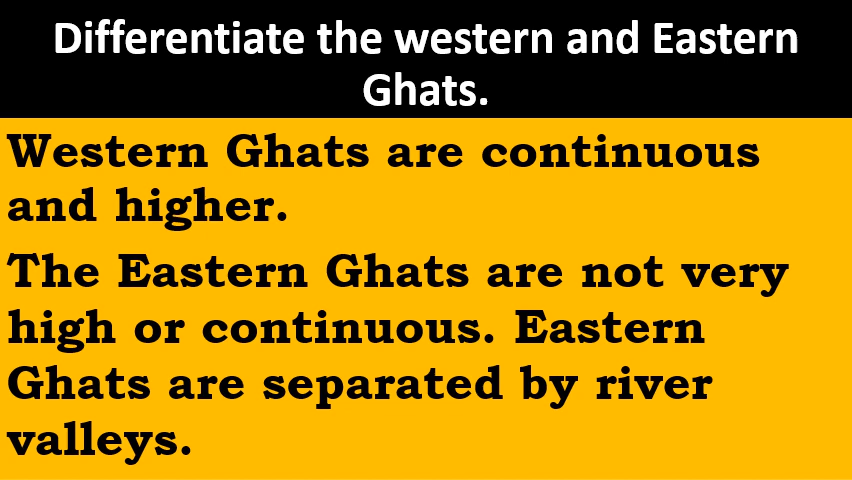 Differentiate the western and Eastern
Ghats.
Western Ghats are continuous
and higher.
The Eastern Ghats are not very
high or continuous. Eastern
Ghats are separated by river
valleys.